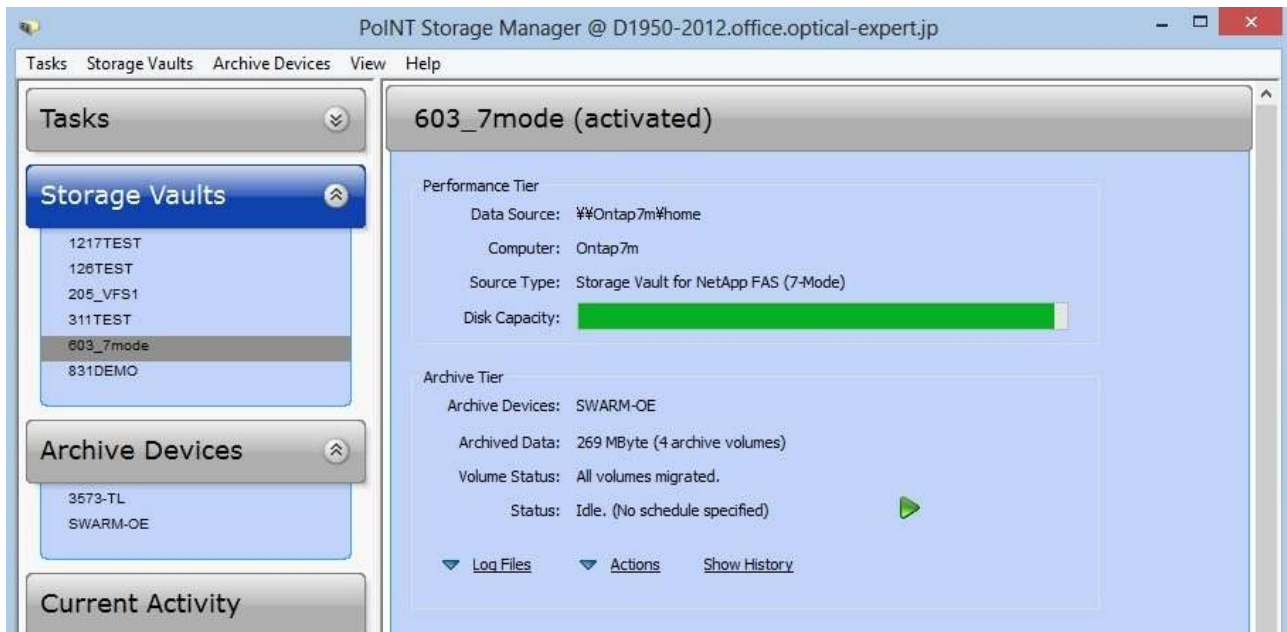 PoINT Storage Manager @ D1950-2012.office.optical-expert.jp
Tasks Storage Vaults Archive Devices View Help
Tasks
Storage Vaults
1217TEST
126TEST
205_VFS1
311TEST
603_7mode
831DEMO
Archive Devices
3573-TL
SWARM-OE
Current Activity
603_7mode (activated)
Performance Tier
Data Source: ¥¥Ontap7m¥home
Computer: Ontap7m
Source Type: Storage Vault for NetApp FAS (7-Mode)
Disk Capacity:
Archive Tier
Archive Devices: SWARM-OE
Archived Data: 269 MByte (4 archive volumes)
Volume Status: All volumes migrated.
Status: Idle. (No schedule specified)
Log Files Actions Show History